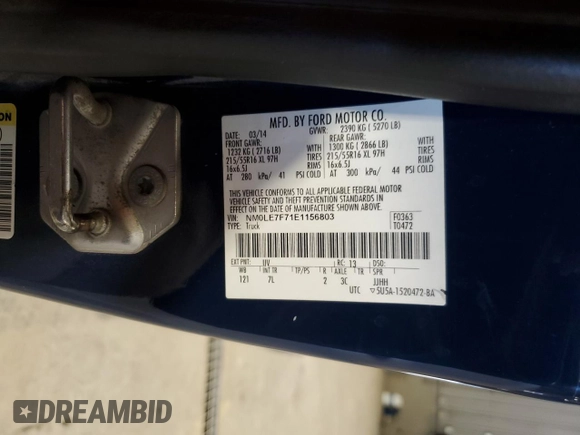 MFD. BY FORD MOTOR CO.
DATE: 03/14 GVWR: 2390 KG ( 5270 LB)
FRONT GAWR: REAR GAWR:
1232 KG ( 2716 LB) WITH 1300 KG ( 2866 LB) WITH
215/55R16 XL 97H TIRES 215/55R16 XL 97H TIRES
16x6.5J RIMS 16x6.5J RIMS
AT 280 kPa/ 41 PSI COLD AT 300 kPa/ 44 PSI COLD
THIS VEHICLE CONFORMS TO ALL APPLICABLE FEDERAL MOTOR
VEHICLE SAFETY AND THEFT PREVENTION STANDARDS IN EFFECT ON THE
DATE OF MANUFACTURE SHOWN ABOVE.
VIN: NM0LE7F71E1156803 F0363
TYPE: Truck T0472
EXT PNT: UV RC: 13 DSO:
WB INT TR TP/PS R AXLE TR SPR
121 7L 2 3C JJHH
UTC 5U5A-1520472-BA
ON
DREAMBID